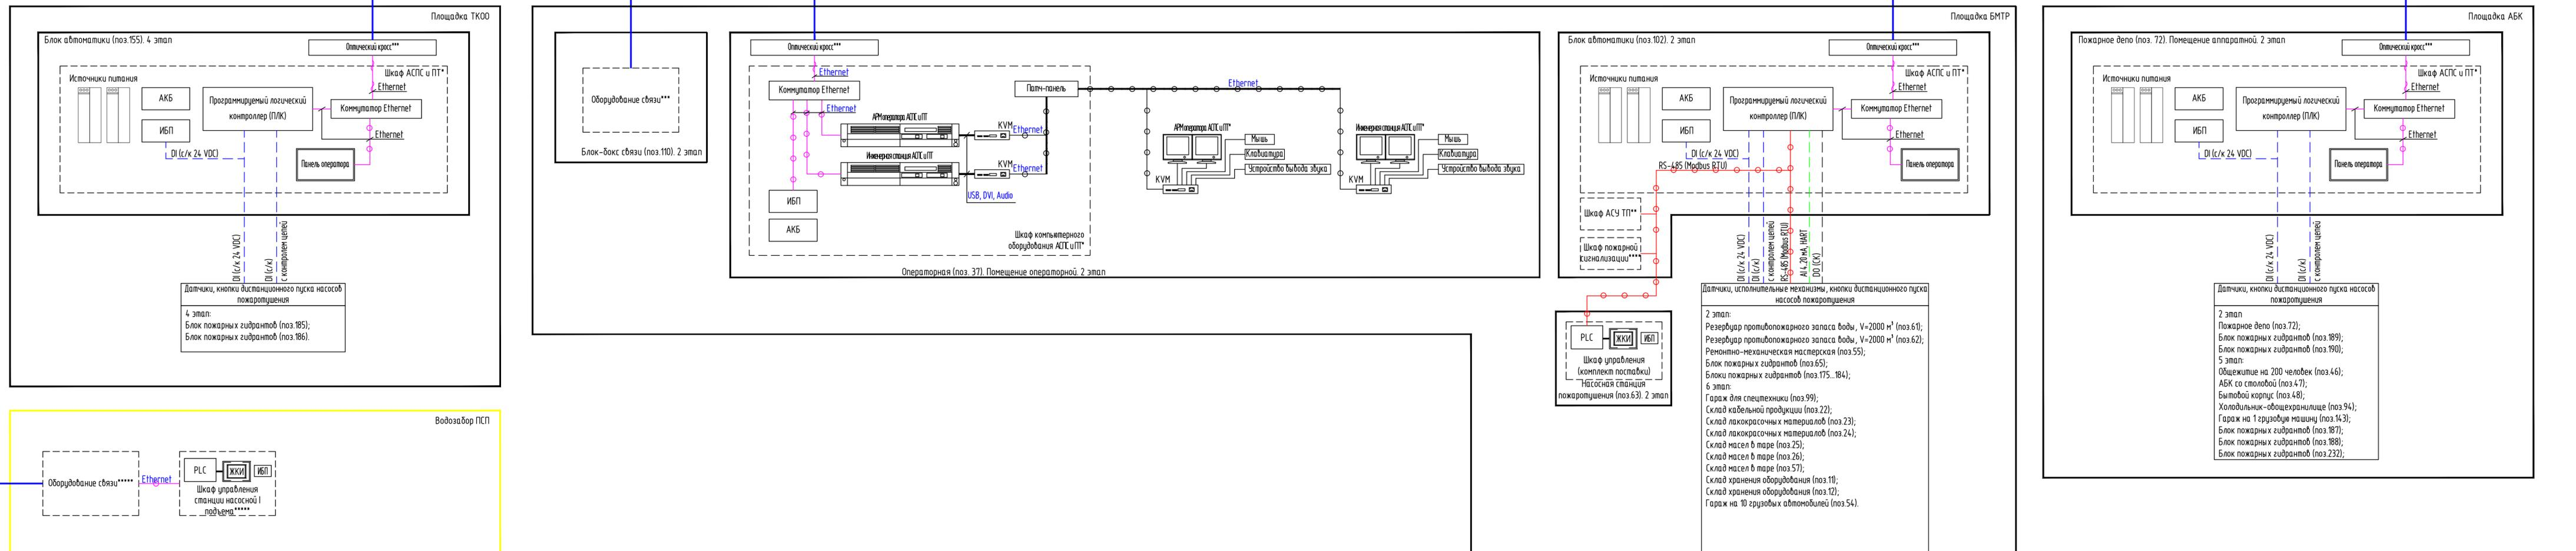 Площадка ТКОО
Блок автоматики (поз.155). 4 этап
Оптический кросс***
Шкаф АСПС и ПТ*
Источники питания
Ethernet
АКБ
ИБП
Программируемый логический
контроллер (ПЛК)
Коммутатор Ethernet
Ethernet
DI (с/к 24 VDC)
Панель оператора
DI (с/к 24 VDC)
DI (с/к)
с контролем цепей
Датчики, кнопки дистанционного пуска насосов
пожаротушения
4 этап:
Блок пожарных гидрантов (поз.185);
Блок пожарных гидрантов (поз.186).
Водозабор ПСП
Оборудование связи*****
Ethernet
PLC
ЖКИ
ИБП
Шкаф управления
станции насосной I
подъема*****
Площадка БМТР
Оборудование связи***
Блок-бокс связи (поз.110). 2 этап
Оптический кросс***
Ethernet
Коммутатор Ethernet
Ethernet
АРМ оператора АСПС и ПТ
Инженерная станция АСПС и ПТ
KVM
Ethernet
KVM
Ethernet
USB, DVI, Audio
Патч-панель
ИБП
АКБ
Шкаф компьютерного
оборудования АСПС и ПТ*
Ethernet
АРМ оператора АСПС и ПТ*
Мышь
Клавиатура
Устройство вывода звука
KVM
Инженерная станция АСПС и ПТ*
Мышь
Клавиатура
Устройство вывода звука
KVM
Операторная (поз. 37). Помещение операторной. 2 этап
Блок автоматики (поз.102). 2 этап
Оптический кросс***
Шкаф АСПС и ПТ*
Источники питания
Ethernet
АКБ
ИБП
Программируемый логический
контроллер (ПЛК)
Коммутатор Ethernet
Ethernet
DI (с/к 24 VDC)
RS-485 (Modbus RTU)
Панель оператора
Шкаф АСУ ТП**
Шкаф пожарной
сигнализации****
DI (с/к 24 VDC)
DI (с/к)
с контролем цепей
RS-485 (Modbus RTU)
AI 4..20 мА, HART
DO (СК)
PLC
ЖКИ
ИБП
Шкаф управления
(комплект поставки)
Насосная станция
пожаротушения (поз.63). 2 этап
Датчики, исполнительные механизмы, кнопки дистанционного пуска
насосов пожаротушения
2 этап:
Резервуар противопожарного запаса воды, V=2000 м³ (поз.61);
Резервуар противопожарного запаса воды, V=2000 м³ (поз.62);
Ремонтно-механическая мастерская (поз.55);
Блок пожарных гидрантов (поз.65);
Блоки пожарных гидрантов (поз.175...184);
6 этап:
Гараж для спецтехники (поз.99);
Склад кабельной продукции (поз.22);
Склад лакокрасочных материалов (поз.23);
Склад лакокрасочных материалов (поз.24);
Склад масел в таре (поз.25);
Склад масел в таре (поз.26);
Склад масел в таре (поз.57);
Склад хранения оборудования (поз.11);
Склад хранения оборудования (поз.12);
Гараж на 10 грузовых автомобилей (поз.54).
Площадка АБК
Пожарное депо (поз. 72). Помещение аппаратной. 2 этап
Оптический кросс***
Шкаф АСПС и ПТ*
Источники питания
Ethernet
АКБ
ИБП
Программируемый логический
контроллер (ПЛК)
Коммутатор Ethernet
Ethernet
DI (с/к 24 VDC)
Панель оператора
DI (с/к 24 VDC)
DI (с/к)
с контролем цепей
Датчики, кнопки дистанционного пуска насосов
пожаротушения
2 этап
Пожарное депо (поз.72);
Блок пожарных гидрантов (поз.189);
Блок пожарных гидрантов (поз.190);
5 этап:
Общежитие на 200 человек (поз.46);
АБК со столовой (поз.47);
Бытовой корпус (поз.48);
Холодильник-овощехранилище (поз.94);
Гараж на 1 грузовую машину (поз.143);
Блок пожарных гидрантов (поз.187);
Блок пожарных гидрантов (поз.188);
Блок пожарных гидрантов (поз.232);